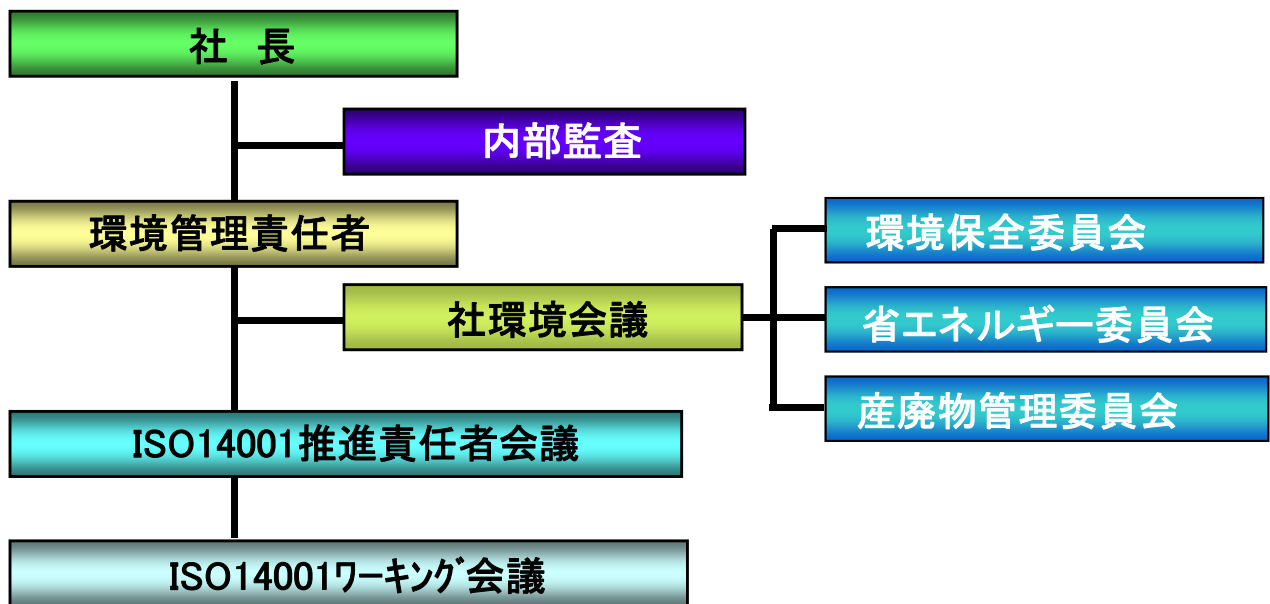 社　長
内部監査
環境管理責任者
環境保全委員会
社環境会議
省エネルギー委員会
産廃物管理委員会
ISO14001推進責任者会議
ISO14001ﾜｰｷﾝｸﾞ会議